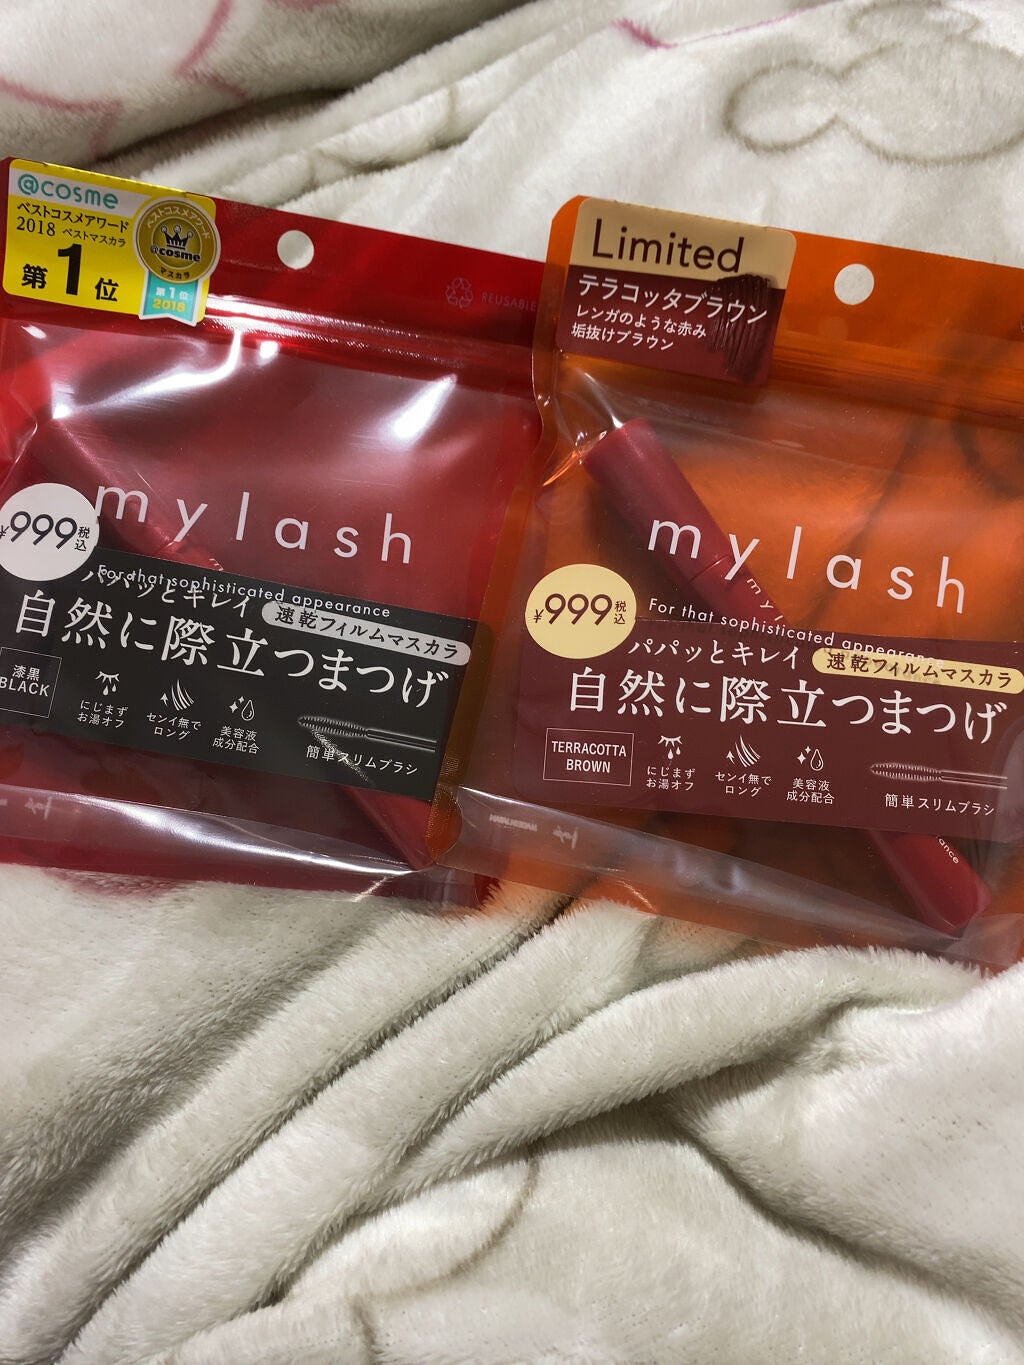 @cosme
ベストコスメアワード
2018 ベストマスカラ
第1位
ベストコスメアワード
@cosme
マスカラ
第1位
2018
REUSABLE
mylash
¥999税込
For that sophisticated appearance
パパッとキレイ 速乾フィルムマスカラ
自然に際立つまつげ
漆黒
BLACK
にじまず
お湯オフ
センイ無で
ロング
美容液
成分配合
簡単スリムブラシ
Limited
テラコッタブラウン
レンガのような赤み
垢抜けブラウン
mylash
my
¥999税込
For that sophisticated appearance
パパッとキレイ 速乾フィルムマスカラ
自然に際立つまつげ
TERRACOTTA
BROWN
にじまず
お湯オフ
センイ無で
ロング
美容液
成分配合
簡単スリムブラシ